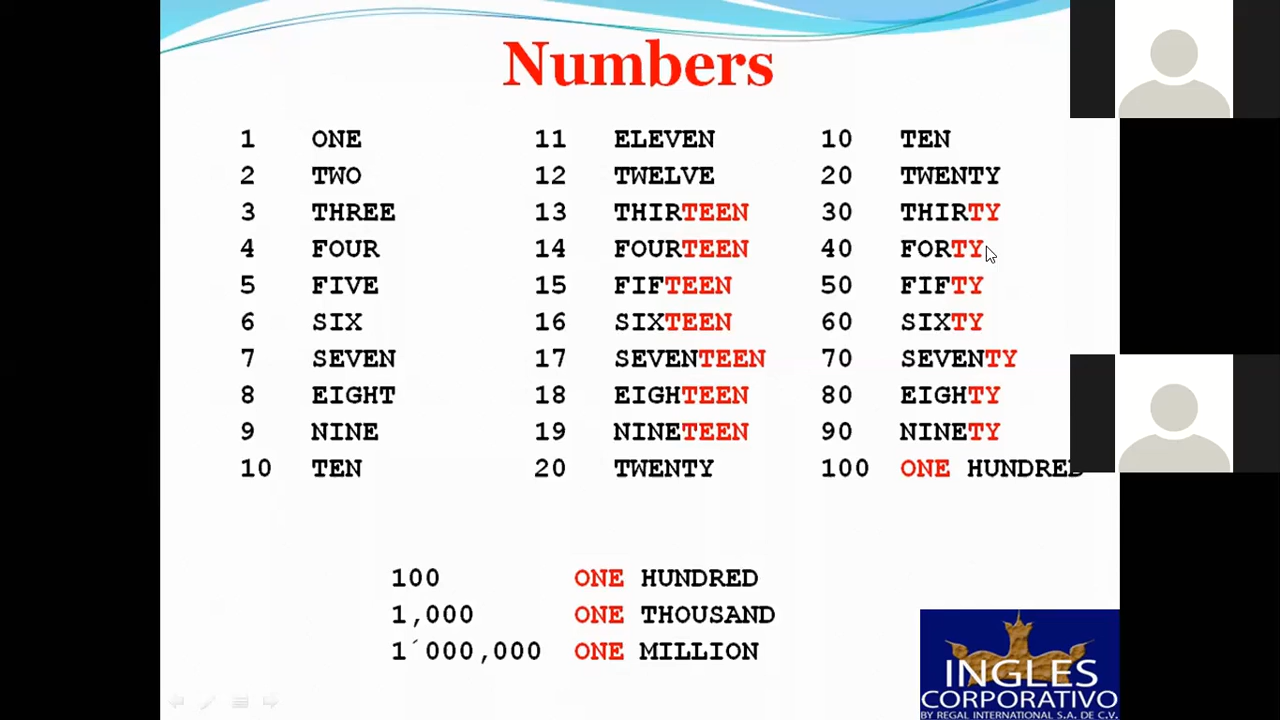 Numbers
1 ONE 11 ELEVEN 10 TEN
2 TWO 12 TWELVE 20 TWENTY
3 THREE 13 THIRTEEN 30 THIRTY
4 FOUR 14 FOURTEEN 40 FORTY
5 FIVE 15 FIFTEEN 50 FIFTY
6 SIX 16 SIXTEEN 60 SIXTY
7 SEVEN 17 SEVENTEEN 70 SEVENTY
8 EIGHT 18 EIGHTEEN 80 EIGHTY
9 NINE 19 NINETEEN 90 NINETY
10 TEN 20 TWENTY 100 ONE HUNDRED
100 ONE HUNDRED
1,000 ONE THOUSAND
1´000,000 ONE MILLION
INGLES
CORPORATIVO
BY REGAL INTERNATIONAL S.A. DE C.V.